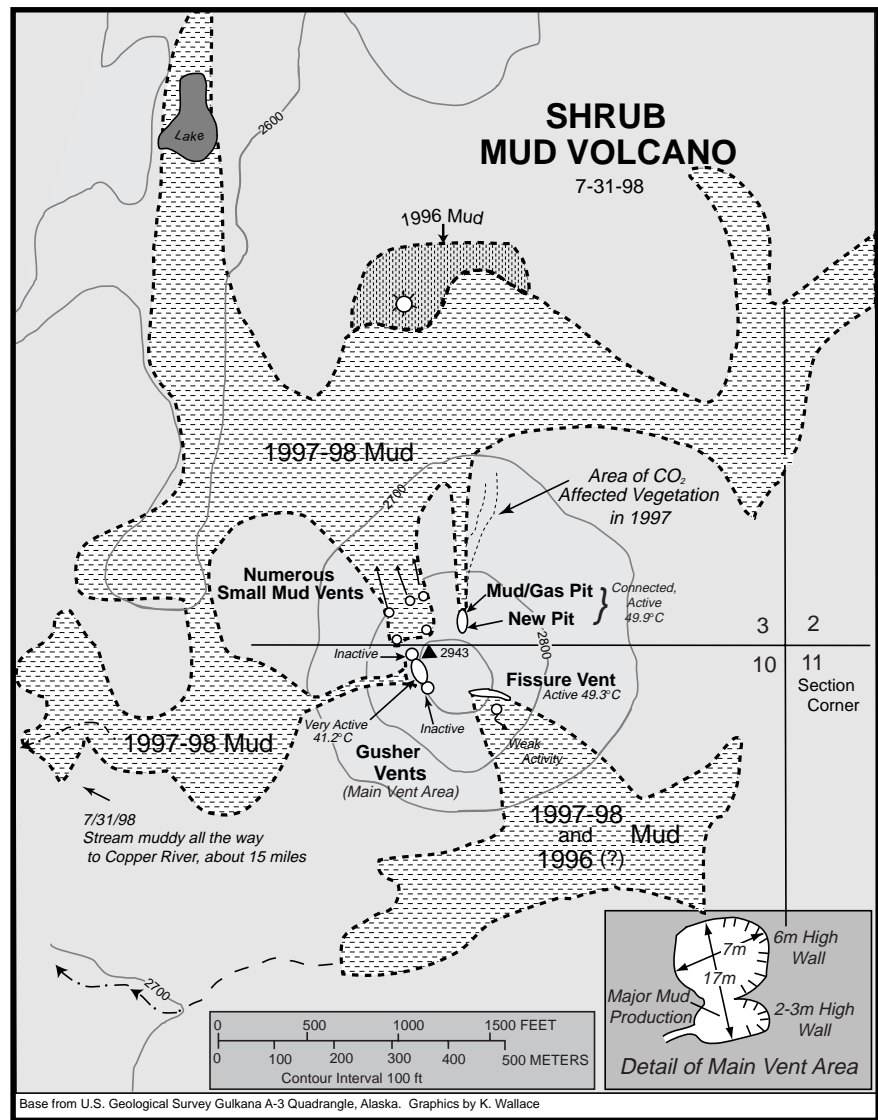 SHRUB
MUD VOLCANO
7-31-98
Lake
2600
1996 Mud
1997-98 Mud
2700
Area of CO2
Affected Vegetation
in 1997
Numerous
Small Mud Vents
Mud/Gas Pit
New Pit
}
Connected,
Active
49.9°C
3
2
10
11
Section
Corner
2800
Inactive
2943
Fissure Vent
Active 49.3°C
Very Active
41.2°C
Inactive
Weak
Activity
Gusher
Vents
(Main Vent Area)
1997-98 Mud
7/31/98
Stream muddy all the way
to Copper River, about 15 miles
1997-98
and
1996 (?)
Mud
2700
6m High
Wall
7m
17m
Major Mud
Production
2-3m High
Wall
Detail of Main Vent Area
0 500 1000 1500 FEET
0 100 200 300 400 500 METERS
Contour Interval 100 ft
Base from U.S. Geological Survey Gulkana A-3 Quadrangle, Alaska. Graphics by K. Wallace